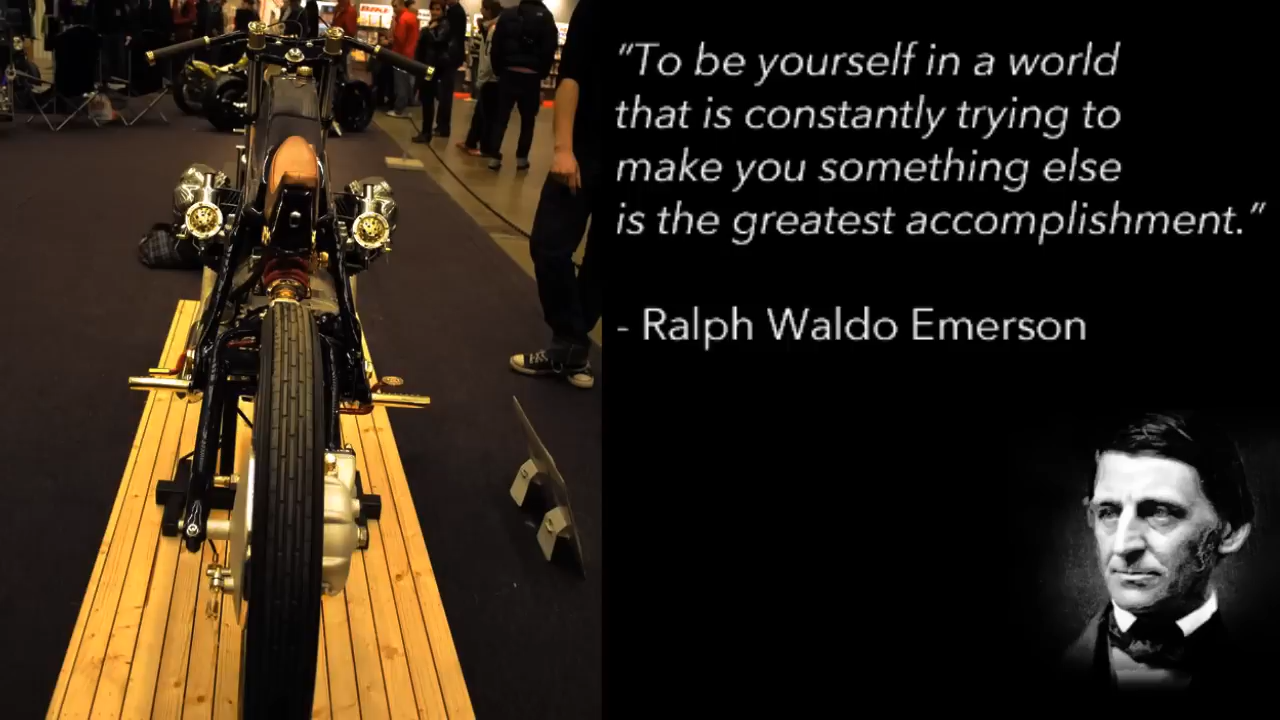 BIKE
“To be yourself in a world
that is constantly trying to
make you something else
is the greatest accomplishment.”
- Ralph Waldo Emerson